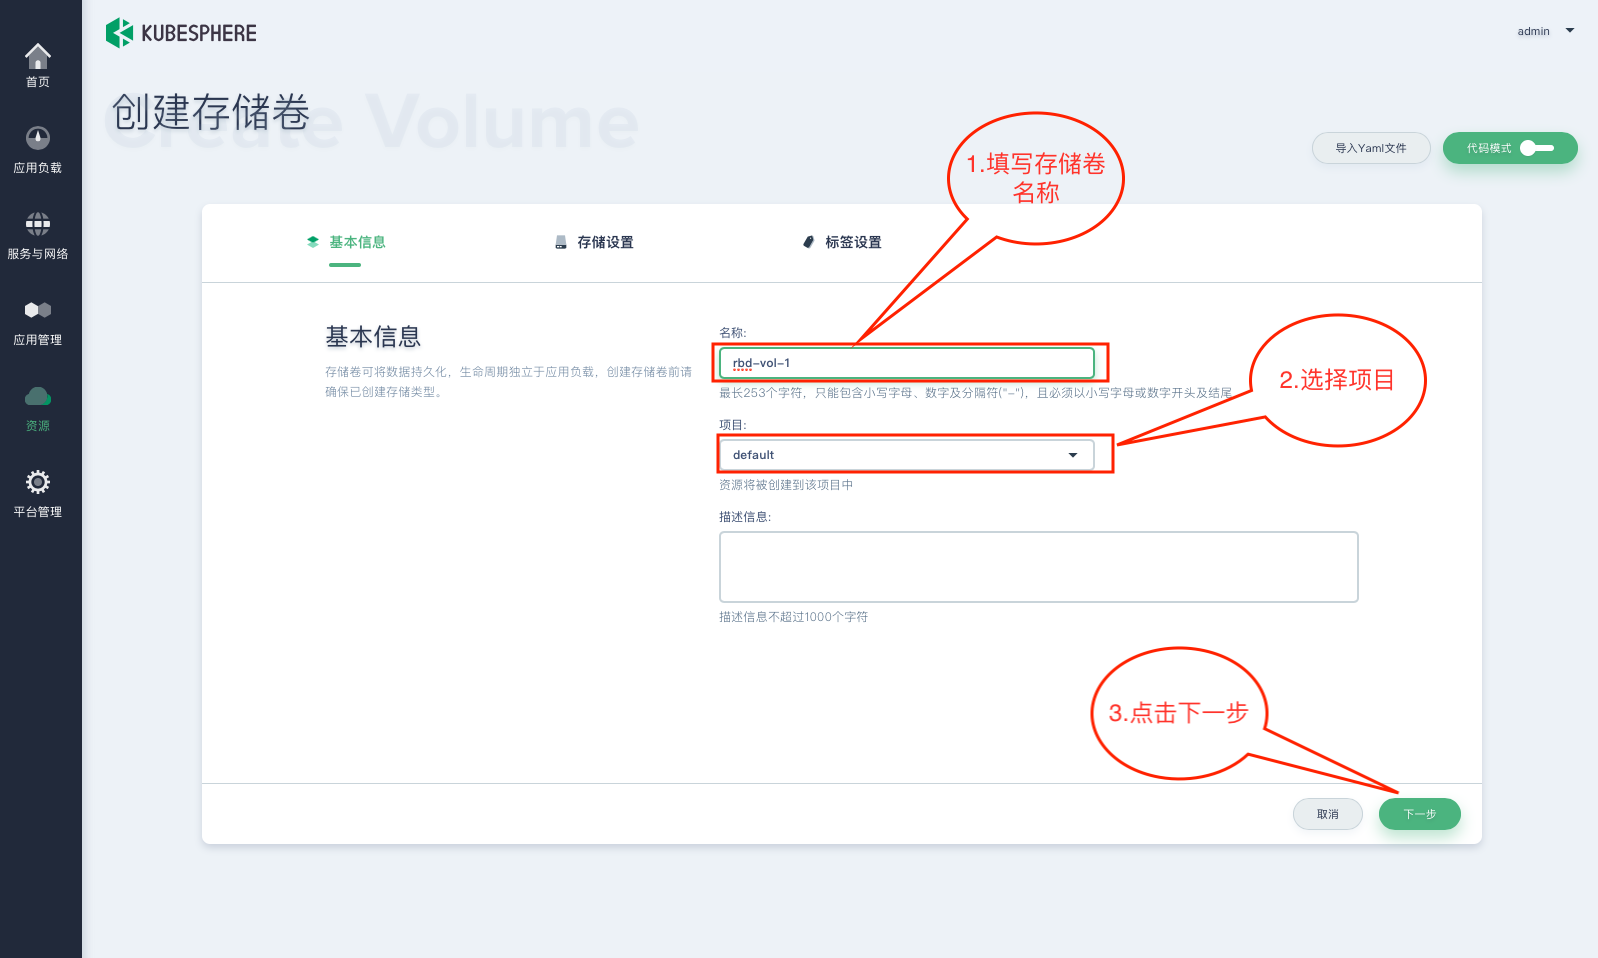 KUBESPHERE
admin
首页
应用负载
服务与网络
应用管理
资源
平台管理
Create Volume
创建存储卷
导入Yaml文件
代码模式
1.填写存储卷
名称
基本信息
存储设置
标签设置
基本信息
存储卷可将数据持久化，生命周期独立于应用负载，创建存储卷前请
确保已创建存储类型。
名称:
rbd-vol-1
最长253个字符，只能包含小写字母、数字及分隔符("-")，且必须以小写字母或数字开头及结尾
2.选择项目
项目:
default
资源将被创建到该项目中
描述信息:
描述信息不超过1000个字符
3.点击下一步
取消
下一步